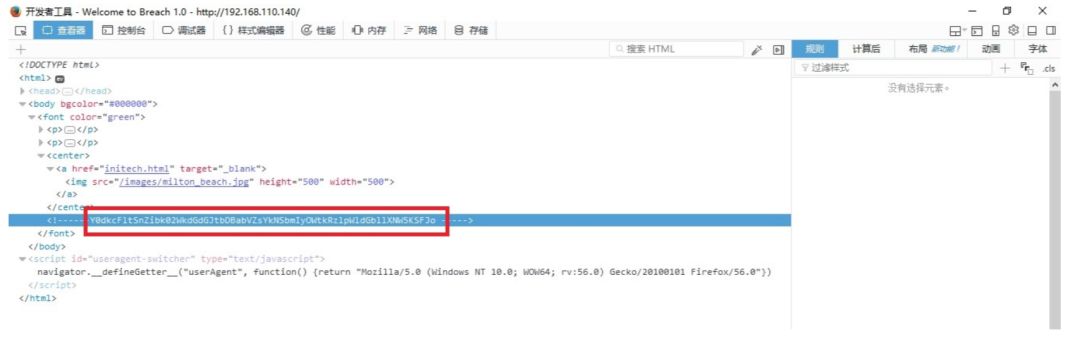 开发者工具 - Welcome to Breach 1.0 - http://192.168.110.140/
查看器 控制台 调试器 {} 样式编辑器 性能 内存 网络 存储
+ 搜索 HTML 规则 计算后 布局 新功能！ 动画 字体
<!DOCTYPE html>
过滤样式 + .cls
<html> ev
<head>…</head>
没有选择元素。
<body bgcolor="#000000">
<font color="green">
<p>…</p>
<p>…</p>
<center>
<a href="initech.html" target="_blank">
<img src="/images/milton_beach.jpg" height="500" width="500">
</a>
</center>
<!------Y0dkcFltSnZibk02WkdGdGJtbDBabVZsYkNSbmIyOWtkRzlpWldGbllXNW5KSFJo ----->
</font>
</body>
<script id="useragent-switcher" type="text/javascript">
navigator.__defineGetter__("userAgent", function() {return "Mozilla/5.0 (Windows NT 10.0; WOW64; rv:56.0) Gecko/20100101 Firefox/56.0"})
</script>
</html>